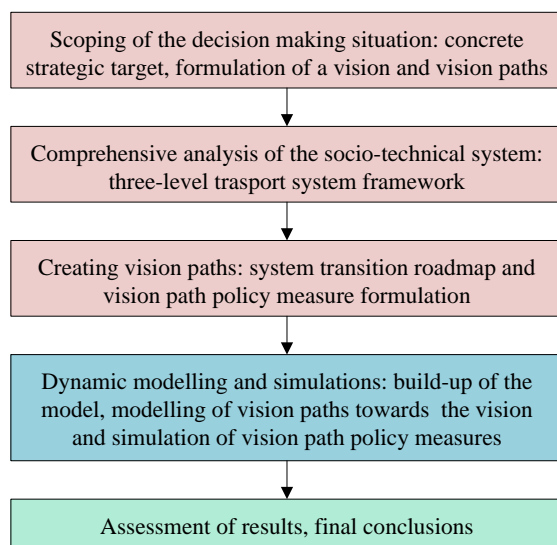 Scoping of the decision making situation: concrete
strategic target, formulation of a vision and vision paths
Comprehensive analysis of the socio-technical system:
three-level trasport system framework
Creating vision paths: system transition roadmap and
vision path policy measure formulation
Dynamic modelling and simulations: build-up of the
model, modelling of vision paths towards  the vision
and simulation of vision path policy measures
Assessment of results, final conclusions